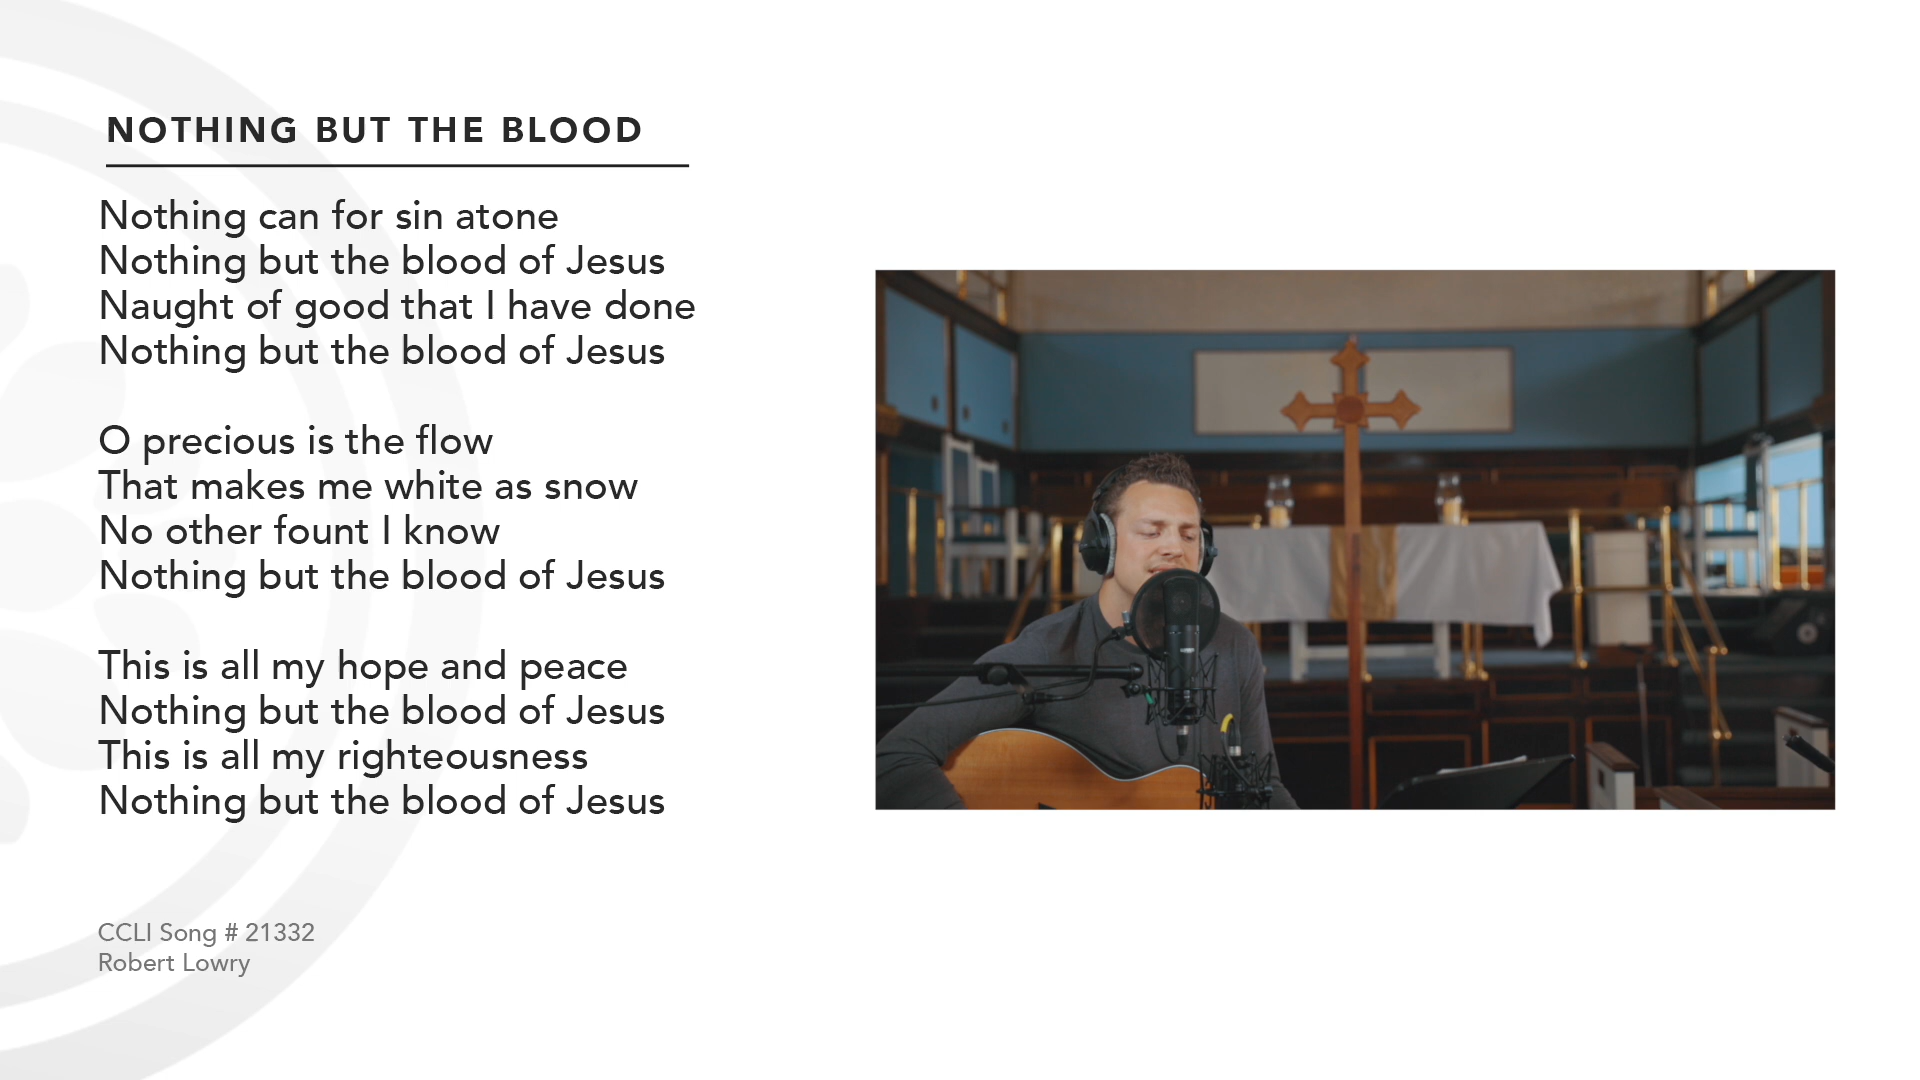 NOTHING BUT THE BLOOD
Nothing can for sin atone
Nothing but the blood of Jesus
Naught of good that I have done
Nothing but the blood of Jesus
O precious is the flow
That makes me white as snow
No other fount I know
Nothing but the blood of Jesus
This is all my hope and peace
Nothing but the blood of Jesus
This is all my righteousness
Nothing but the blood of Jesus
CCLI Song # 21332
Robert Lowry